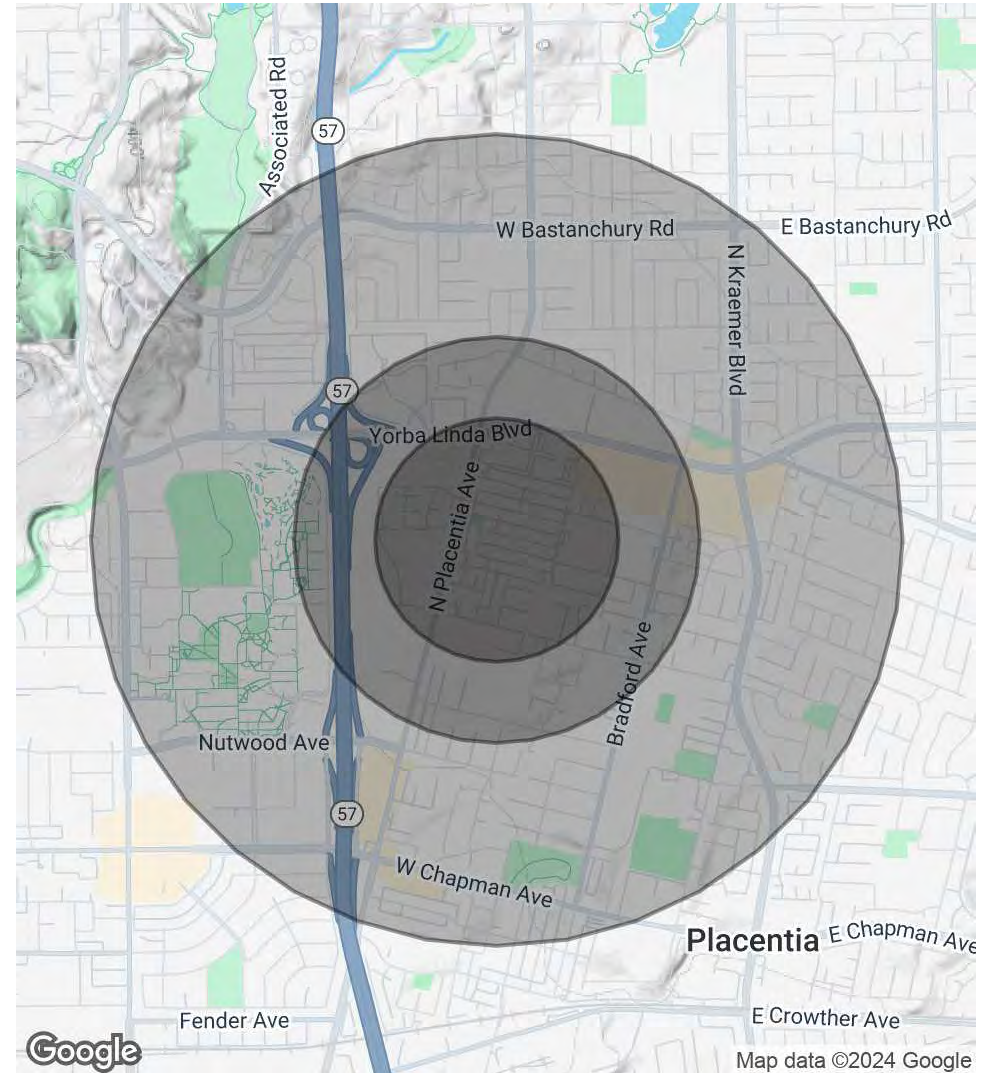 Associated Rd
57
W Bastanchury Rd
E Bastanchury Rd
N Kraemer Blvd
57
Yorba Linda Blvd
N Placentia Ave
Bradford Ave
Nutwood Ave
57
W Chapman Ave
Placentia
E Chapman Ave
Fender Ave
E Crowther Ave
Google
Map data ©2024 Google